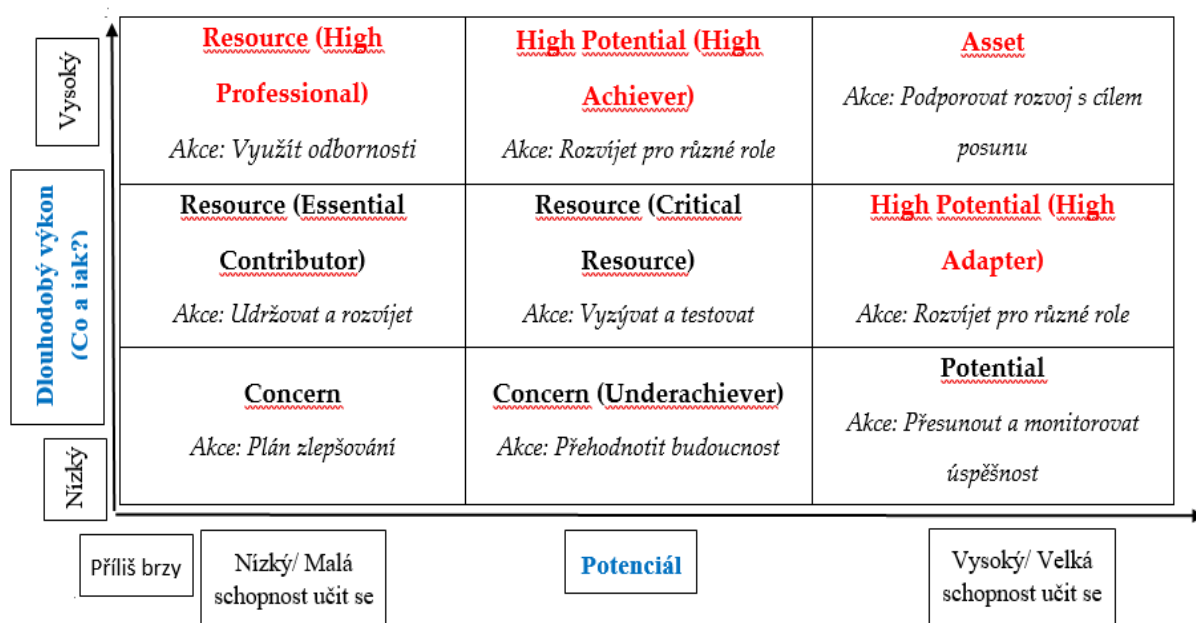 Vysoký
Resource (High
Professional)
Akce: Využít odbornosti
High Potential (High
Achiever)
Akce: Rozvíjet pro různé role
Asset
Akce: Podporovat rozvoj s cílem
posunu
Dlouhodobý výkon
(Co a iak?)
Resource (Essential
Contributor)
Akce: Udržovat a rozvíjet
Resource (Critical
Resource)
Akce: Vyzývat a testovat
High Potential (High
Adapter)
Akce: Rozvíjet pro různé role
Nízký
Concern
Akce: Plán zlepšování
Concern (Underachiever)
Akce: Přehodnotit budoucnost
Potential
Akce: Přesunout a monitorovat
úspěšnost
Příliš brzy
Nízký/ Malá
schopnost učit se
Potenciál
Vysoký/ Velká
schopnost učit se